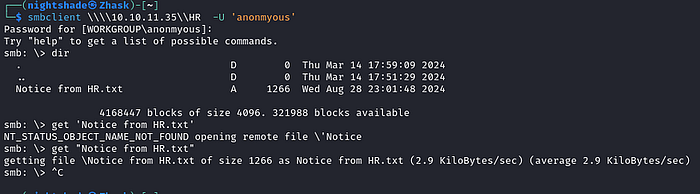 ──(nightshade㉿Zhask)-[~]
└─$ smbclient \\\\10.10.11.35\\HR  -U 'anonmyous'
Password for [WORKGROUP\anonmyous]:
Try "help" to get a list of possible commands.
smb: \> dir
  .                                   D        0  Thu Mar 14 17:59:09 2024
  ..                                  D        0  Thu Mar 14 17:51:29 2024
  Notice from HR.txt                  A     1266  Wed Aug 28 23:01:48 2024
                4168447 blocks of size 4096. 321988 blocks available
smb: \> get 'Notice from HR.txt'
NT_STATUS_OBJECT_NAME_NOT_FOUND opening remote file \'Notice
smb: \> get "Notice from HR.txt"
getting file \Notice from HR.txt of size 1266 as Notice from HR.txt (2.9 KiloBytes/sec) (average 2.9 KiloBytes/sec)
smb: \> ^C